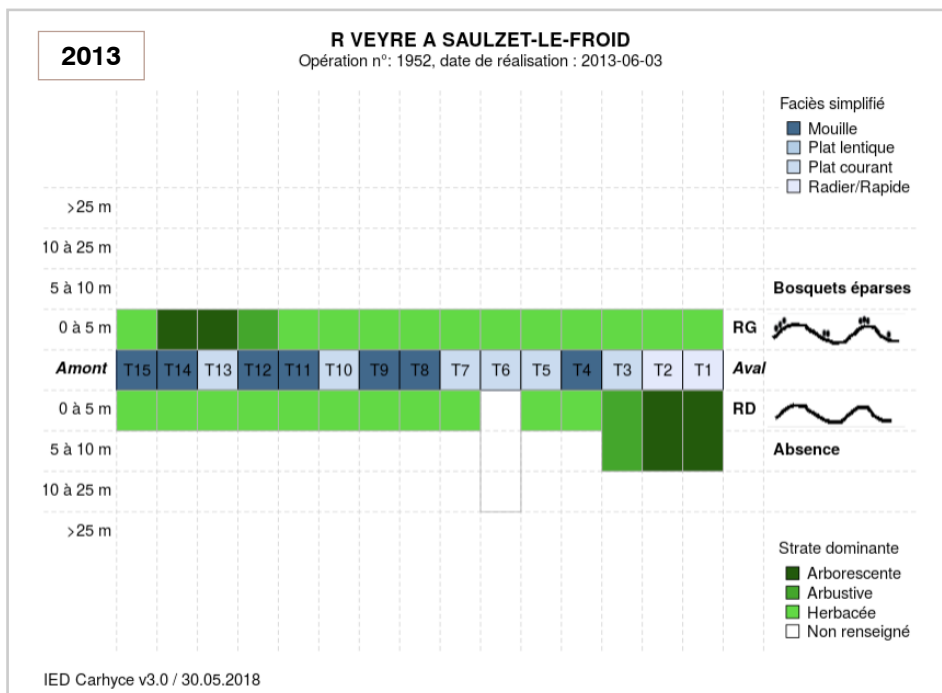 2013
R VEYRE A SAULZET-LE-FROID
Opération n°: 1952, date de réalisation : 2013-06-03
Faciès simplifié
Mouille
Plat lentique
Plat courant
Radier/Rapide
>25 m
10 à 25 m
5 à 10 m
Bosquets éparses
0 à 5 m
RG
Amont T15 T14 T13 T12 T11 T10 T9 T8 T7 T6 T5 T4 T3 T2 T1 Aval
0 à 5 m
RD
5 à 10 m
Absence
10 à 25 m
>25 m
Strate dominante
Arborescente
Arbustive
Herbacée
Non renseigné
IED Carhyce v3.0 / 30.05.2018